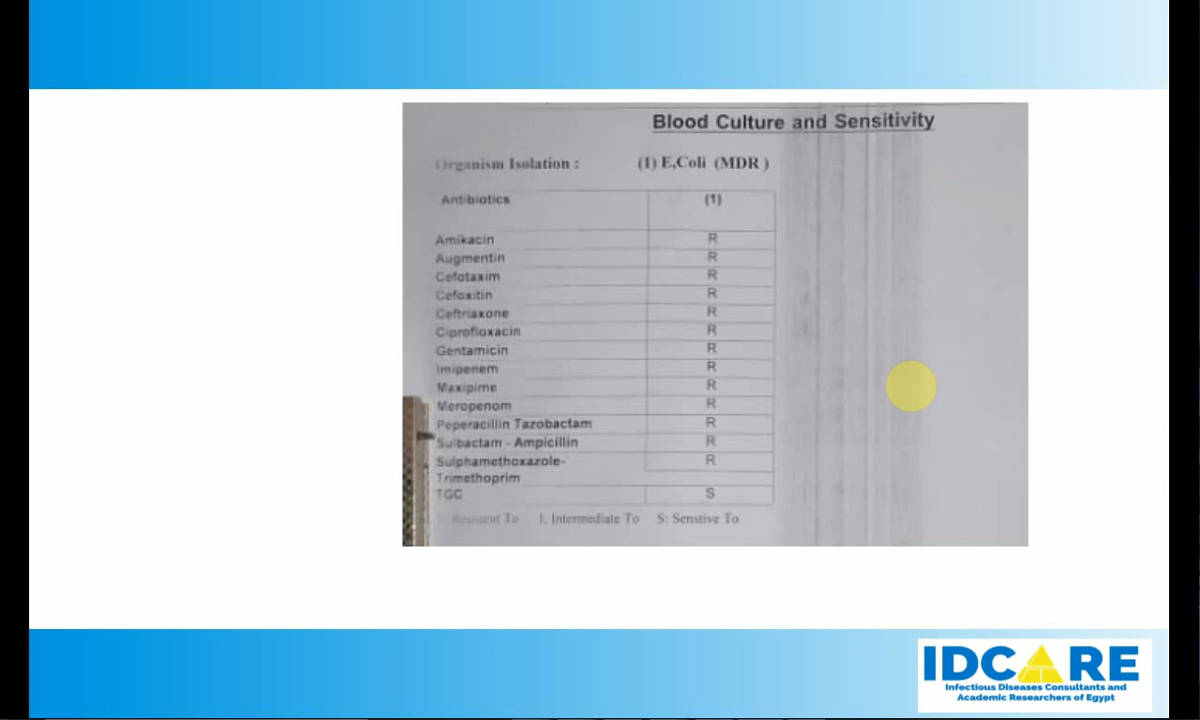 Blood Culture and Sensitivity
Organism Isolation : (1) E,Coli (MDR )
Antibiotics (1)
Amikacin R
Augmentin R
Cefotaxim R
Cefoxitin R
Ceftriaxone R
Ciprofloxacin R
Gentamicin R
Imipenem R
Maxipime R
Meropenom R
Peperacillin Tazobactam R
Sulbactam - Ampicillin R
Sulphamethoxazole- R
Trimethoprim
TGC S
To I: Intermediate To S: Senstive To
IDCARE
Infectious Diseases Consultants and
Academic Researchers of Egypt